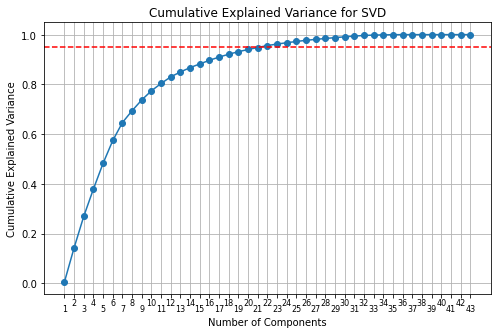 Cumulative Explained Variance for SVD
Cumulative Explained Variance
1.0
0.8
0.6
0.4
0.2
0.0
2 4 6 8 10 12 14 16 18 20 22 24 26 28 30 32 34 36 38 40 42
1 3 5 7 9 11 13 15 17 19 21 23 25 27 29 31 33 35 37 39 41 43
Number of Components